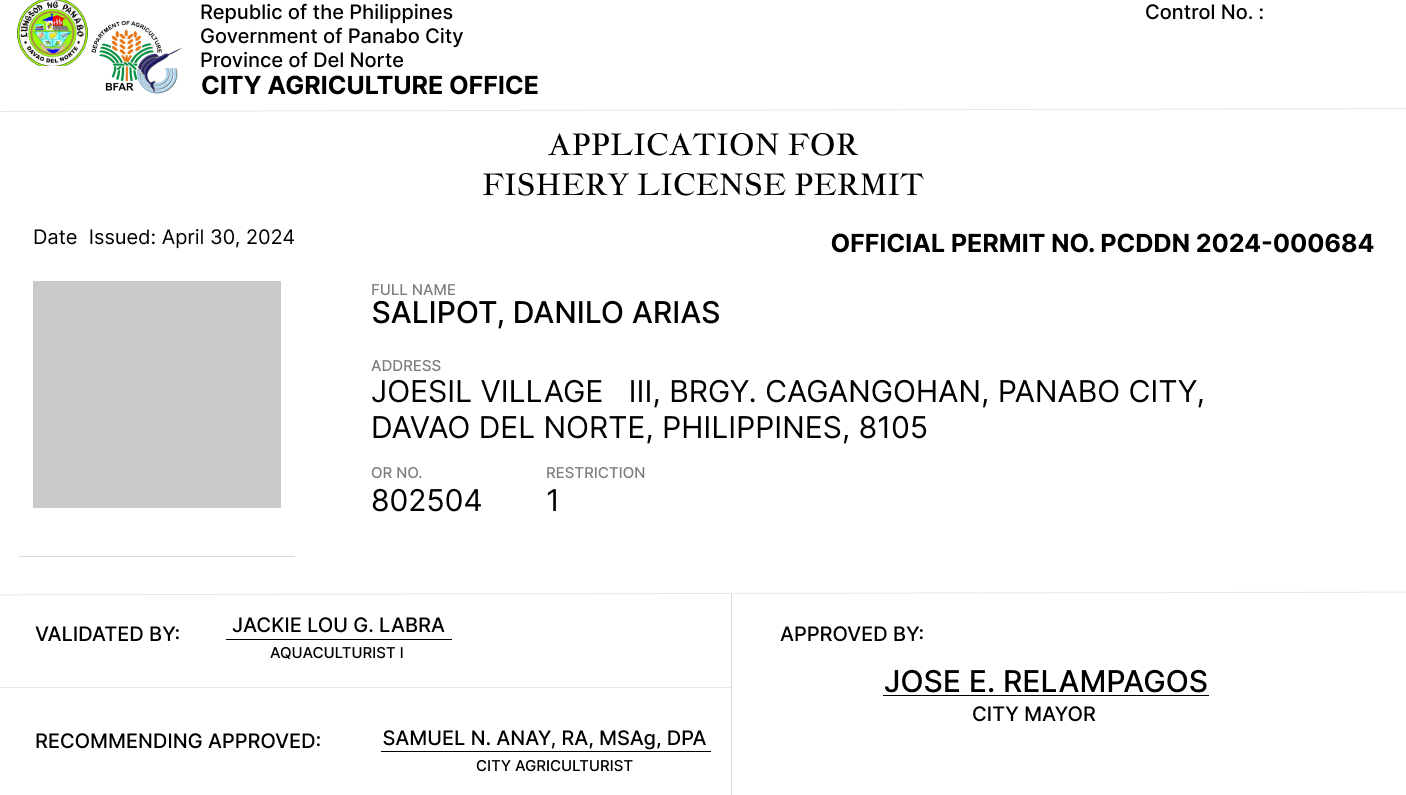 LUNGSOD NG PANABO
DAVAO DEL NORTE
DEPARTMENT OF AGRICULTURE
BFAR
Republic of the Philippines
Government of Panabo City
Province of Del Norte
CITY AGRICULTURE OFFICE
Control No. :
APPLICATION FOR
FISHERY LICENSE PERMIT
Date Issued: April 30, 2024
OFFICIAL PERMIT NO. PCDDN 2024-000684
FULL NAME
SALIPOT, DANILO ARIAS
ADDRESS
JOESIL VILLAGE III, BRGY. CAGANGOHAN, PANABO CITY,
DAVAO DEL NORTE, PHILIPPINES, 8105
OR NO. RESTRICTION
802504 1
VALIDATED BY: JACKIE LOU G. LABRA
AQUACULTURIST I
RECOMMENDING APPROVED: SAMUEL N. ANAY, RA, MSAg, DPA
CITY AGRICULTURIST
APPROVED BY:
JOSE E. RELAMPAGOS
CITY MAYOR